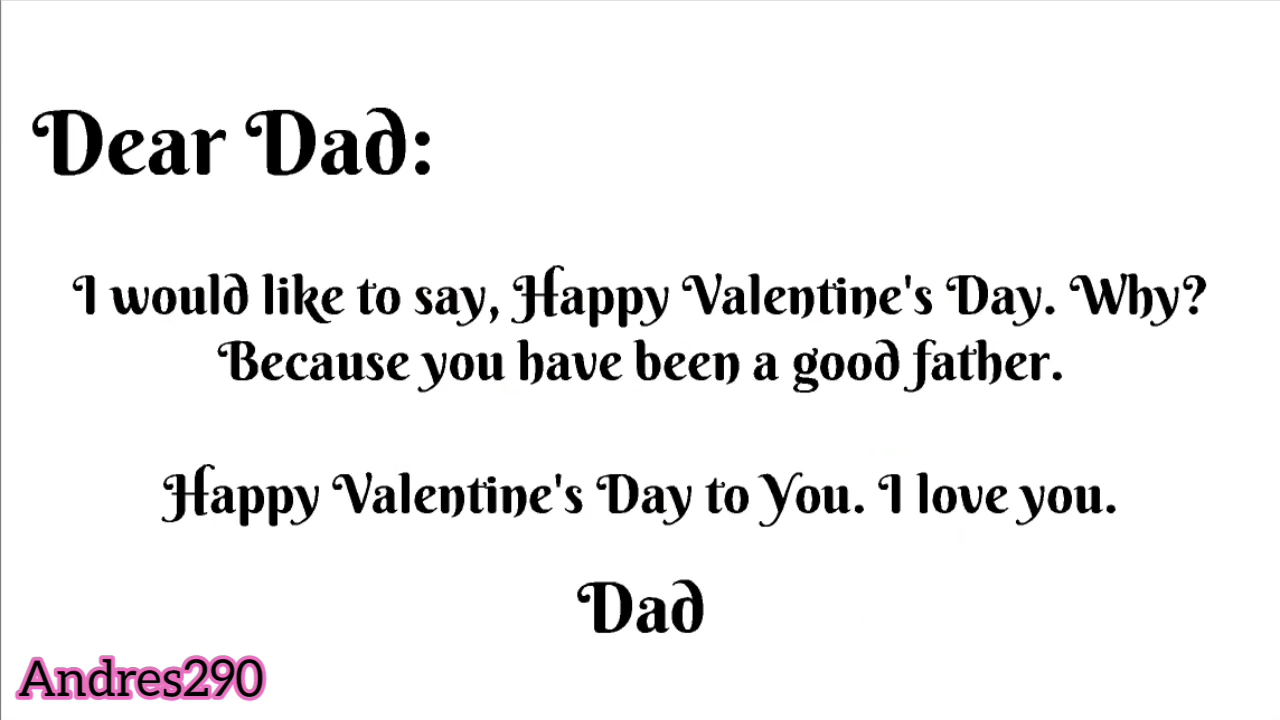 Dear Dad:
I would like to say, Happy Valentine's Day. Why?
Because you have been a good father.
Happy Valentine's Day to You. I love you.
Dad
Andres290